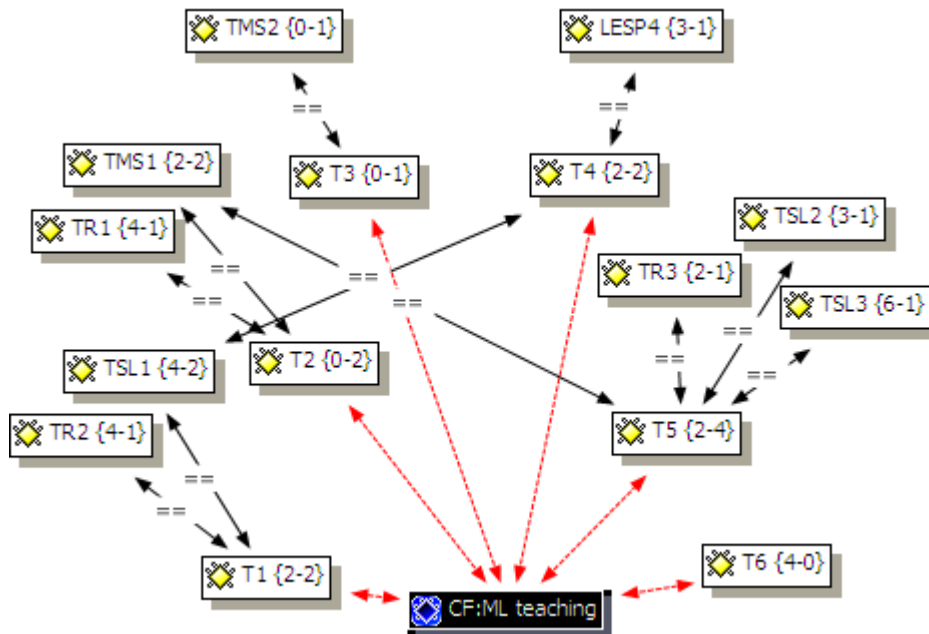 TMS2 {0-1}
LESP4 {3-1}
==
==
TMS1 {2-2}
T3 {0-1}
T4 {2-2}
TR1 {4-1}
TSL2 {3-1}
==
==
TR3 {2-1}
==
==
TSL3 {6-1}
==
TSL1 {4-2}
T2 {0-2}
==
==
TR2 {4-1}
T5 {2-4}
==
==
T1 {2-2}
T6 {4-0}
CF:ML teaching